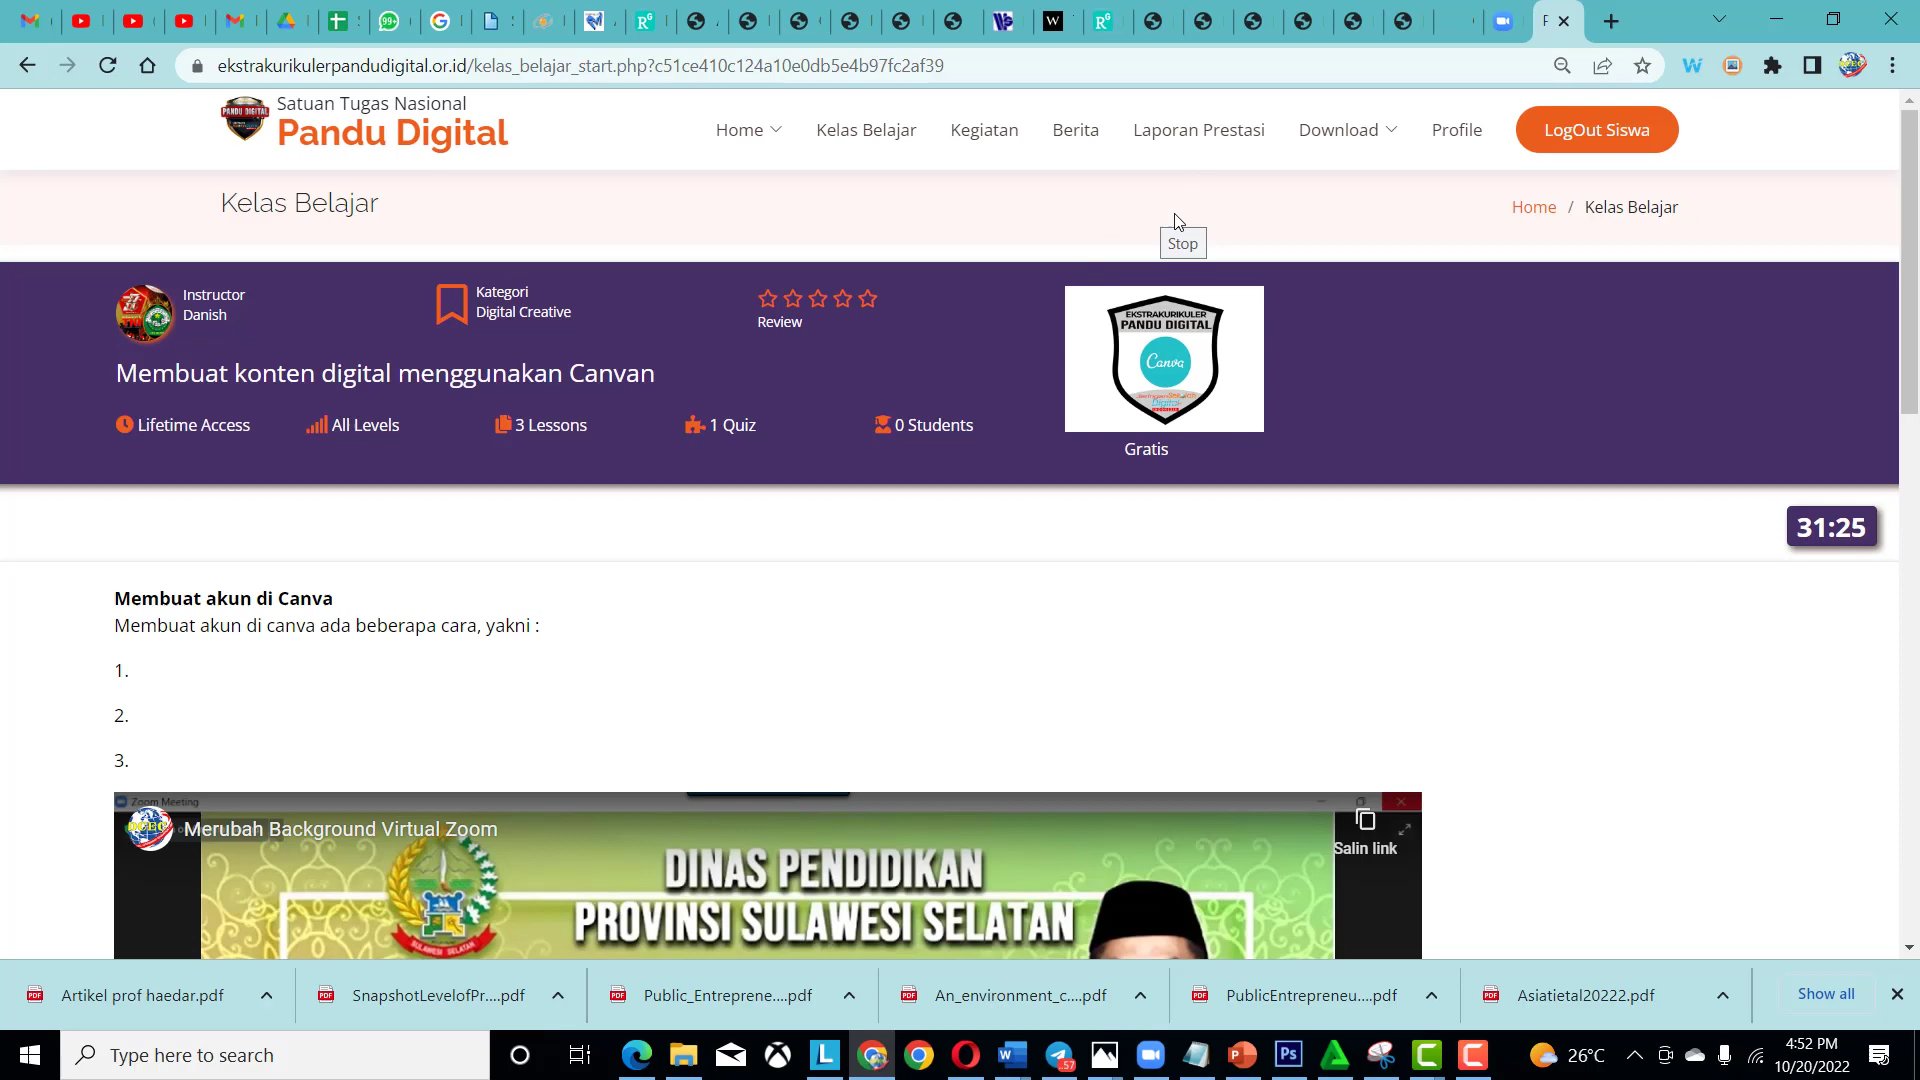 ekstrakurikulerpandudigital.or.id/kelas_belajar_start.php?c51ce410c124a10e0db5e4b97fc2af39
Satuan Tugas Nasional
Pandu Digital
Home
Kelas Belajar
Kegiatan
Berita
Laporan Prestasi
Download
Profile
LogOut Siswa
Kelas Belajar
Home / Kelas Belajar
Stop
Instructor
Danish
Kategori
Digital Creative
Review
EKSTRAKURIKULER
PANDU DIGITAL
Canva
Membuat konten digital menggunakan Canvan
Lifetime Access
All Levels
3 Lessons
1 Quiz
0 Students
Gratis
31:25
Membuat akun di Canva
Membuat akun di canva ada beberapa cara, yakni :
1.
2.
3.
Zoom Meeting
Merubah Background Virtual Zoom
Salin link
DINAS PENDIDIKAN
PROVINSI SULAWESI SELATAN
SULAWESI SELATAN
Artikel prof haedar.pdf
SnapshotLevelofPr....pdf
Public_Entreprene....pdf
An_environment_c....pdf
PublicEntrepreneu....pdf
Asiatietal20222.pdf
Show all
Type here to search
26°C
4:52 PM
10/20/2022